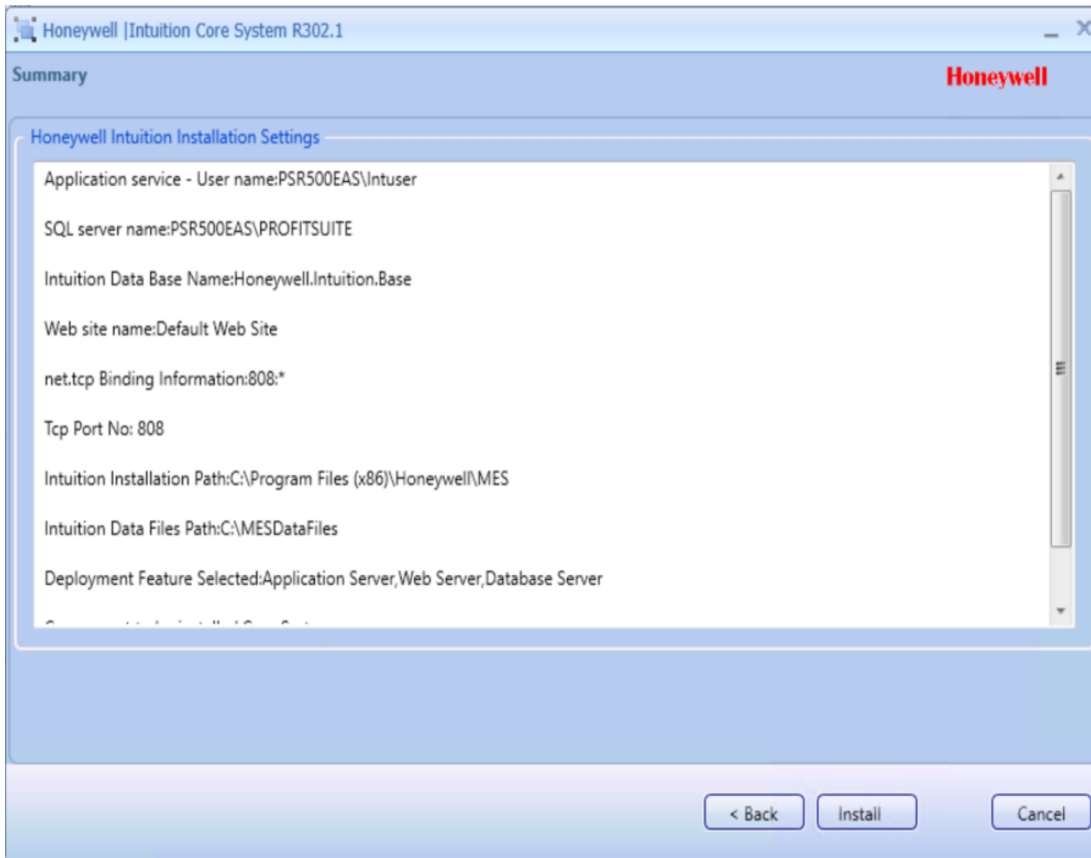 Honeywell |Intuition Core System R302.1
Summary
Honeywell
Honeywell Intuition Installation Settings
Application service - User name:PSR500EAS\Intuser
SQL server name:PSR500EAS\PROFITSUITE
Intuition Data Base Name:Honeywell.Intuition.Base
Web site name:Default Web Site
net.tcp Binding Information:808:*
Tcp Port No: 808
Intuition Installation Path:C:\Program Files (x86)\Honeywell\MES
Intuition Data Files Path:C:\MESDataFiles
Deployment Feature Selected:Application Server,Web Server,Database Server
< Back
Install
Cancel